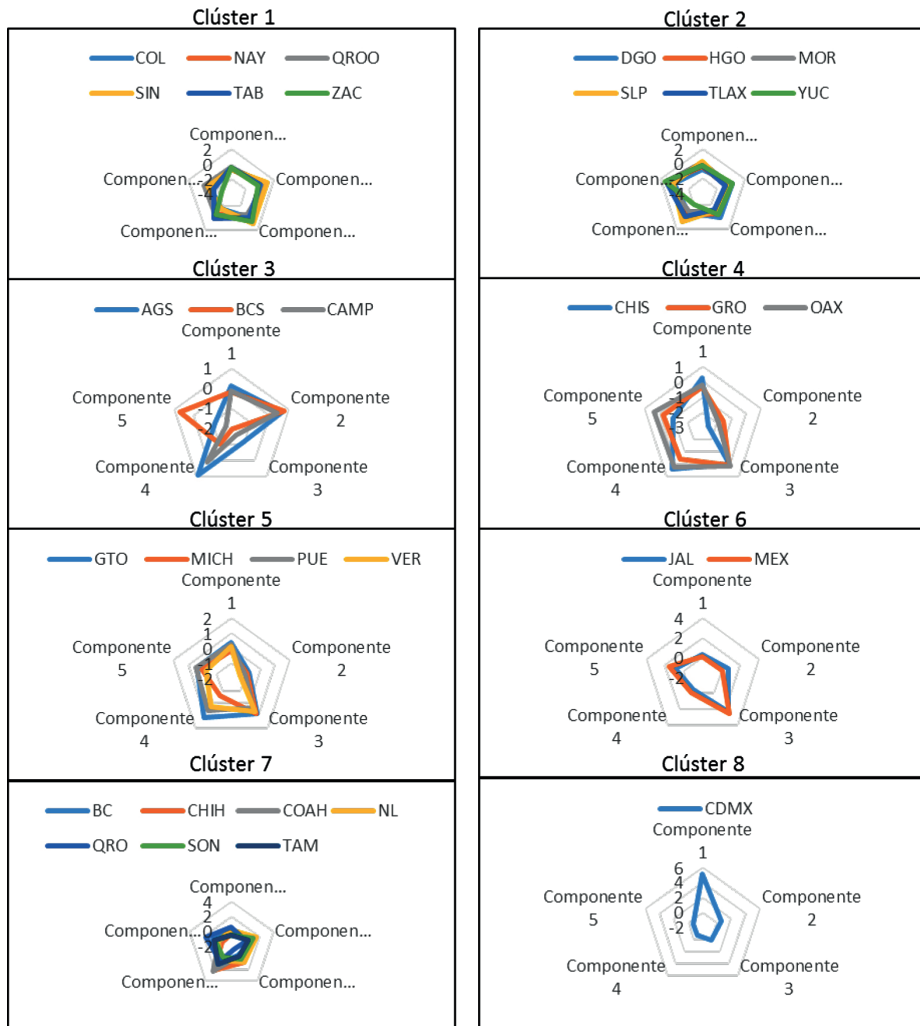 Clúster 1
COL NAY QROO
SIN TAB ZAC
Componen...
2
0
-2
-4
Componen...
Componen...
Componen...
Componen...
Clúster 2
DGO HGO MOR
SLP TLAX YUC
Componen...
2
0
-2
-4
Componen...
Componen...
Componen...
Componen...
Clúster 3
AGS BCS CAMP
Componente
1
1
0
-1
-2
Componente
2
Componente
3
Componente
4
Componente
5
Clúster 4
CHIS GRO OAX
Componente
1
1
0
-1
-2
-3
Componente
2
Componente
3
Componente
4
Componente
5
Clúster 5
GTO MICH PUE VER
Componente
1
2
1
0
-1
-2
Componente
2
Componente
3
Componente
4
Componente
5
Clúster 6
JAL MEX
Componente
1
4
2
0
-2
Componente
2
Componente
3
Componente
4
Componente
5
Clúster 7
BC CHIH COAH NL
QRO SON TAM
Componen...
4
2
0
-2
Componen...
Componen...
Componen...
Componen...
Clúster 8
CDMX
Componente
1
6
4
2
0
-2
Componente
2
Componente
3
Componente
4
Componente
5